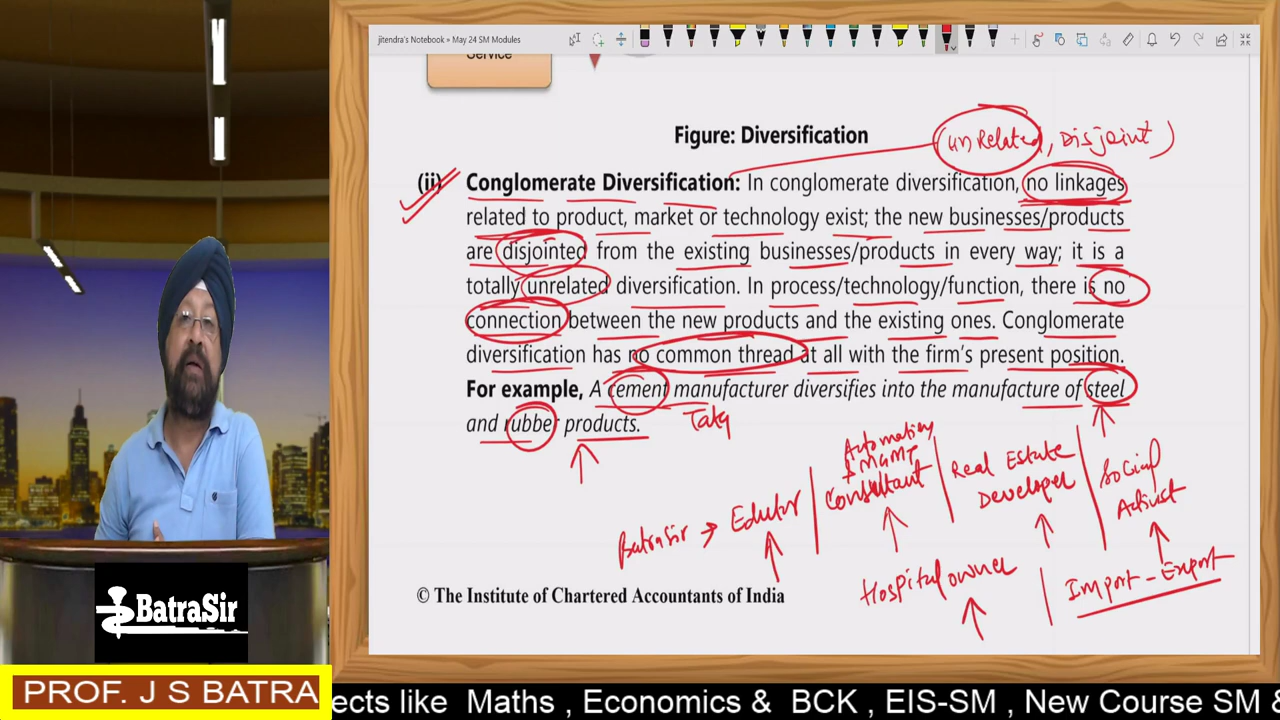 jitendra's Notebook » May 24 SM Modules
Service
Figure: Diversification
(unRelated, Disjoint)
(ii) Conglomerate Diversification: In conglomerate diversification, no linkages
related to product, market or technology exist; the new businesses/products
are disjointed from the existing businesses/products in every way; it is a
totally unrelated diversification. In process/technology/function, there is no
connection between the new products and the existing ones. Conglomerate
diversification has no common thread at all with the firm's present position.
For example, A cement manufacturer diversifies into the manufacture of steel
and rubber products.
Tata
BatraSir → Edutor
& MGMT
Consultant
Real Estate
Developer
Social
Activist
Hospital owner
Import - Export
© The Institute of Chartered Accountants of India
BatraSir
PROF. J S BATRA
ects like Maths , Economics & BCK , EIS-SM , New Course SM &